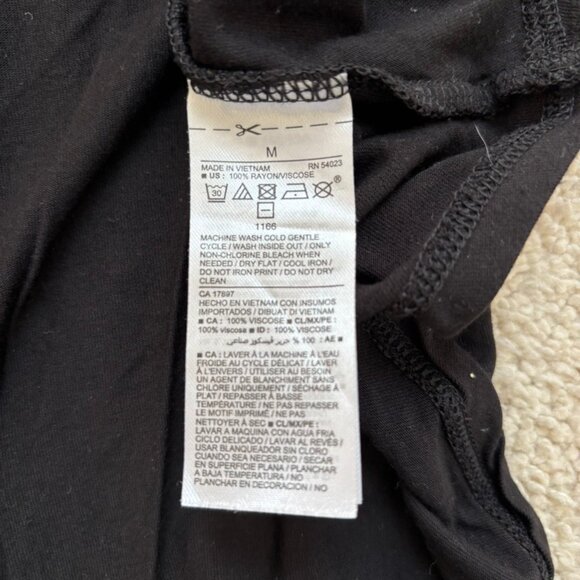 M
MADE IN VIETNAM RN 54023
■ US : 100% RAYON/VISCOSE
30 ®
1166
MACHINE WASH COLD GENTLE
CYCLE / WASH INSIDE OUT / ONLY
NON-CHLORINE BLEACH WHEN
NEEDED / DRY FLAT / COOL IRON /
DO NOT IRON PRINT / DO NOT DRY
CLEAN
CA 17897
HECHO EN VIETNAM CON INSUMOS
IMPORTADOS / DIBUAT DI VIETNAM
■ CA : 100% VISCOSE ■ CL/MX/PE :
100% viscose ■ ID : 100% VISCOSE
■ AE : 100 % حرير فيسكوز صناعي
■ CA : LAVER À LA MACHINE À L'EAU
FROIDE AU CYCLE DÉLICAT / LAVER
À L'ENVERS / UTILISER AU BESOIN
UN AGENT DE BLANCHIMENT SANS
CHLORE UNIQUEMENT / SÉCHAGE À
PLAT / REPASSER À BASSE
TEMPÉRATURE / NE PAS REPASSER
LE MOTIF IMPRIMÉ / NE PAS
NETTOYER À SEC ■ CL/MX/PE :
LAVAR A MAQUINA CON AGUA FRIA
CICLO DELICADO / LAVAR AL REVÉS /
USAR BLANQUEADOR SIN CLORO
CUANDO SEA NECESARIO / SECAR
EN SUPERFICIE PLANA / PLANCHAR
A BAJA TEMPERATURA / NO
PLANCHAR DECORACION / NO